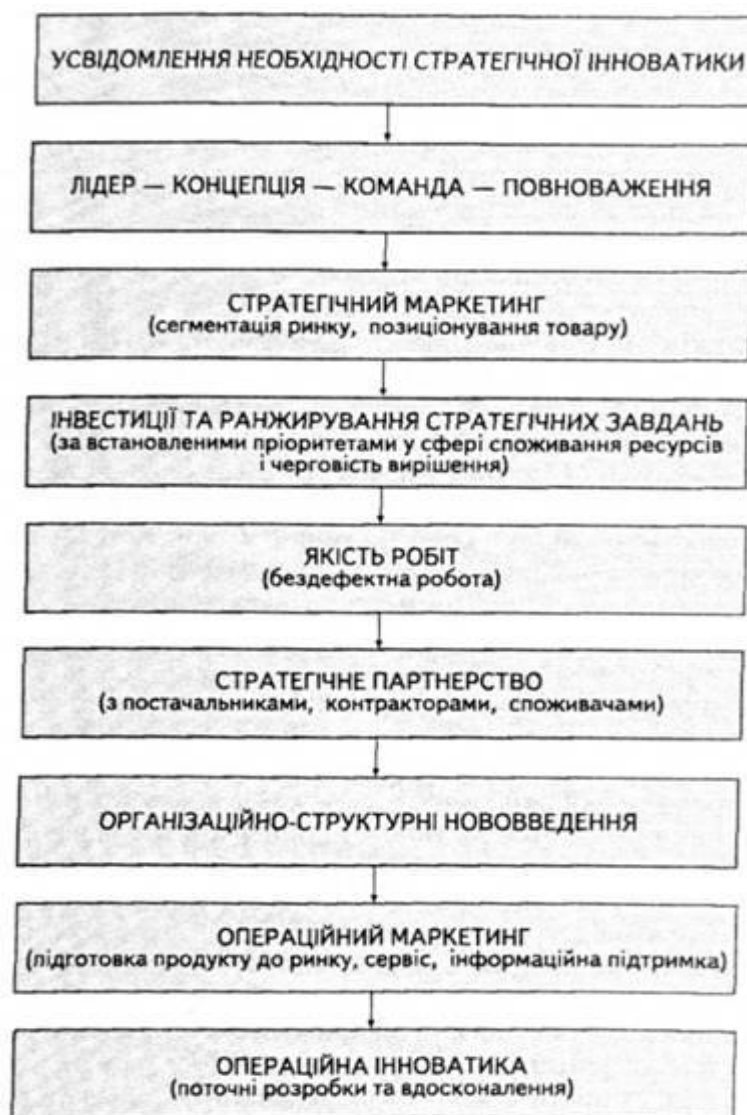 УСВІДОМЛЕННЯ НЕОБХІДНОСТІ СТРАТЕГІЧНОЇ ІННОВАТИКИ
ЛІДЕР — КОНЦЕПЦІЯ — КОМАНДА — ПОВНОВАЖЕННЯ
СТРАТЕГІЧНИЙ МАРКЕТИНГ
(сегментація ринку, позиціонування товару)
ІНВЕСТИЦІЇ ТА РАНЖИРУВАННЯ СТРАТЕГІЧНИХ ЗАВДАНЬ
(за встановленими пріоритетами у сфері споживання ресурсів
і черговість вирішення)
ЯКІСТЬ РОБІТ
(бездефектна робота)
СТРАТЕГІЧНЕ ПАРТНЕРСТВО
(з постачальниками, контракторами, споживачами)
ОРГАНІЗАЦІЙНО-СТРУКТУРНІ НОВОВВЕДЕННЯ
ОПЕРАЦІЙНИЙ МАРКЕТИНГ
(підготовка продукту до ринку, сервіс, інформаційна підтримка)
ОПЕРАЦІЙНА ІННОВАТИКА
(поточні розробки та вдосконалення)